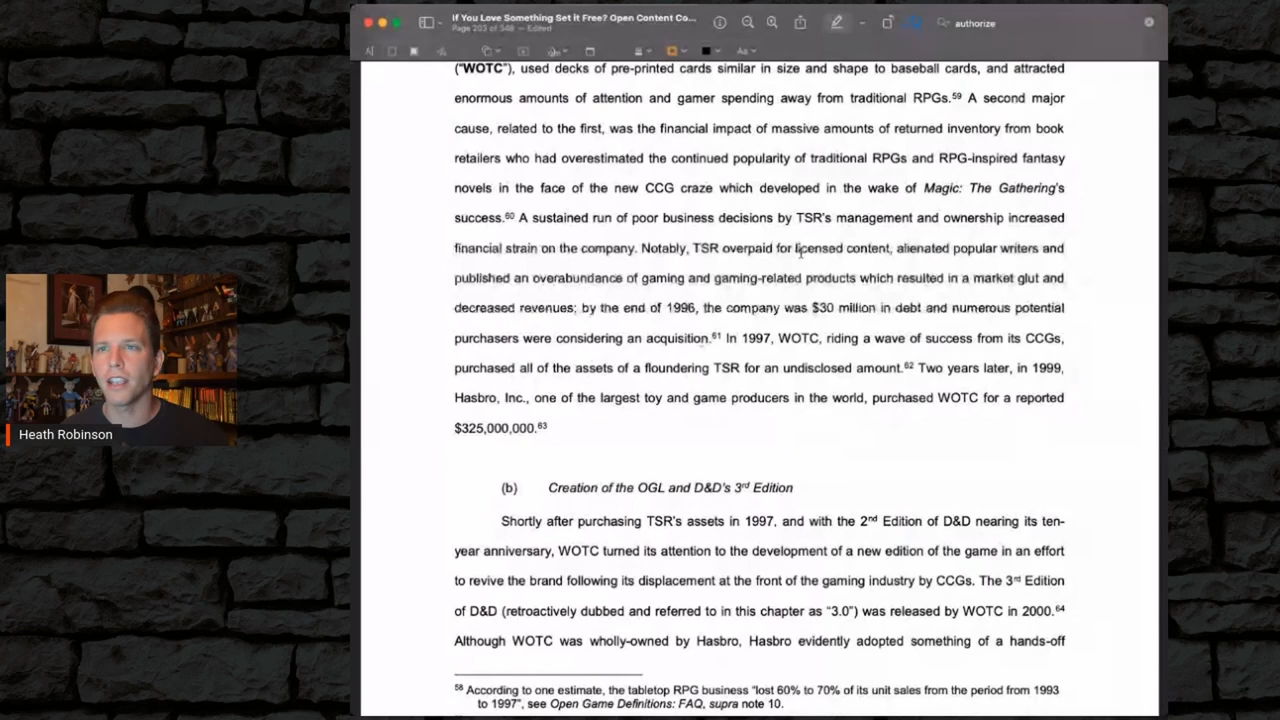 If You Love Something Set it Free? Open Content Co...
Page 203 of 348 — Edited
authorize
("WOTC"), used decks of pre-printed cards similar in size and shape to baseball cards, and attracted
enormous amounts of attention and gamer spending away from traditional RPGs.59 A second major
cause, related to the first, was the financial impact of massive amounts of returned inventory from book
retailers who had overestimated the continued popularity of traditional RPGs and RPG-inspired fantasy
novels in the face of the new CCG craze which developed in the wake of Magic: The Gathering's
success.60 A sustained run of poor business decisions by TSR's management and ownership increased
financial strain on the company. Notably, TSR overpaid for licensed content, alienated popular writers and
published an overabundance of gaming and gaming-related products which resulted in a market glut and
decreased revenues; by the end of 1996, the company was $30 million in debt and numerous potential
purchasers were considering an acquisition.61 In 1997, WOTC, riding a wave of success from its CCGs,
purchased all of the assets of a floundering TSR for an undisclosed amount.62 Two years later, in 1999,
Hasbro, Inc., one of the largest toy and game producers in the world, purchased WOTC for a reported
$325,000,000.63
Heath Robinson
(b) Creation of the OGL and D&D's 3rd Edition
Shortly after purchasing TSR's assets in 1997, and with the 2nd Edition of D&D nearing its ten-
year anniversary, WOTC turned its attention to the development of a new edition of the game in an effort
to revive the brand following its displacement at the front of the gaming industry by CCGs. The 3rd Edition
of D&D (retroactively dubbed and referred to in this chapter as "3.0") was released by WOTC in 2000.64
Although WOTC was wholly-owned by Hasbro, Hasbro evidently adopted something of a hands-off
58 According to one estimate, the tabletop RPG business "lost 60% to 70% of its unit sales from the period from 1993
to 1997", see Open Game Definitions: FAQ, supra note 10.